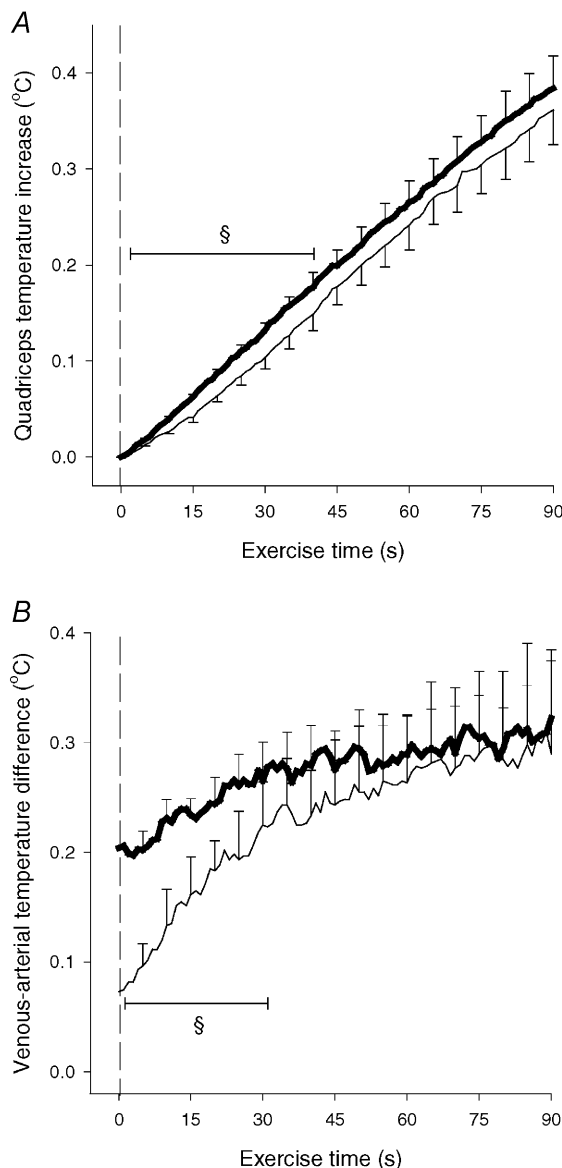 A
Quadriceps temperature increase (°C)
0.4
0.3
0.2
0.1
0.0
§
0 15 30 45 60 75 90
Exercise time (s)
B
Venous-arterial temperature difference (°C)
0.4
0.3
0.2
0.1
0.0
§
0 15 30 45 60 75 90
Exercise time (s)